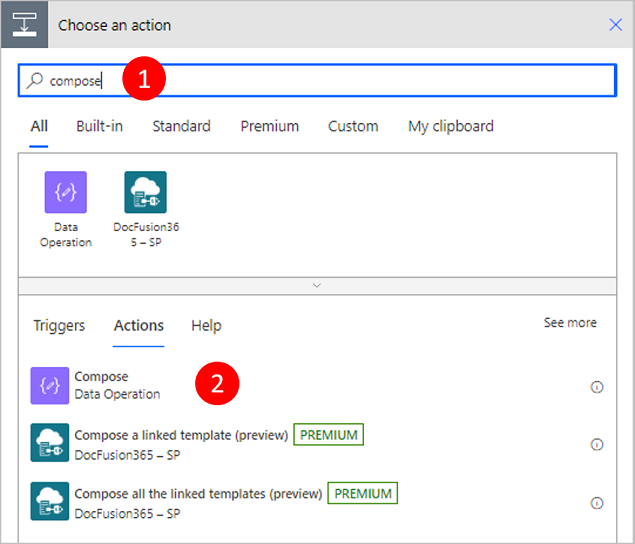 Choose an action
compose
1
All Built-in Standard Premium Custom My clipboard
Data
Operation
DocFusion36
5 – SP
Triggers Actions Help See more
Compose
Data Operation
2
Compose a linked template (preview) PREMIUM
DocFusion365 – SP
Compose all the linked templates (preview) PREMIUM
DocFusion365 – SP